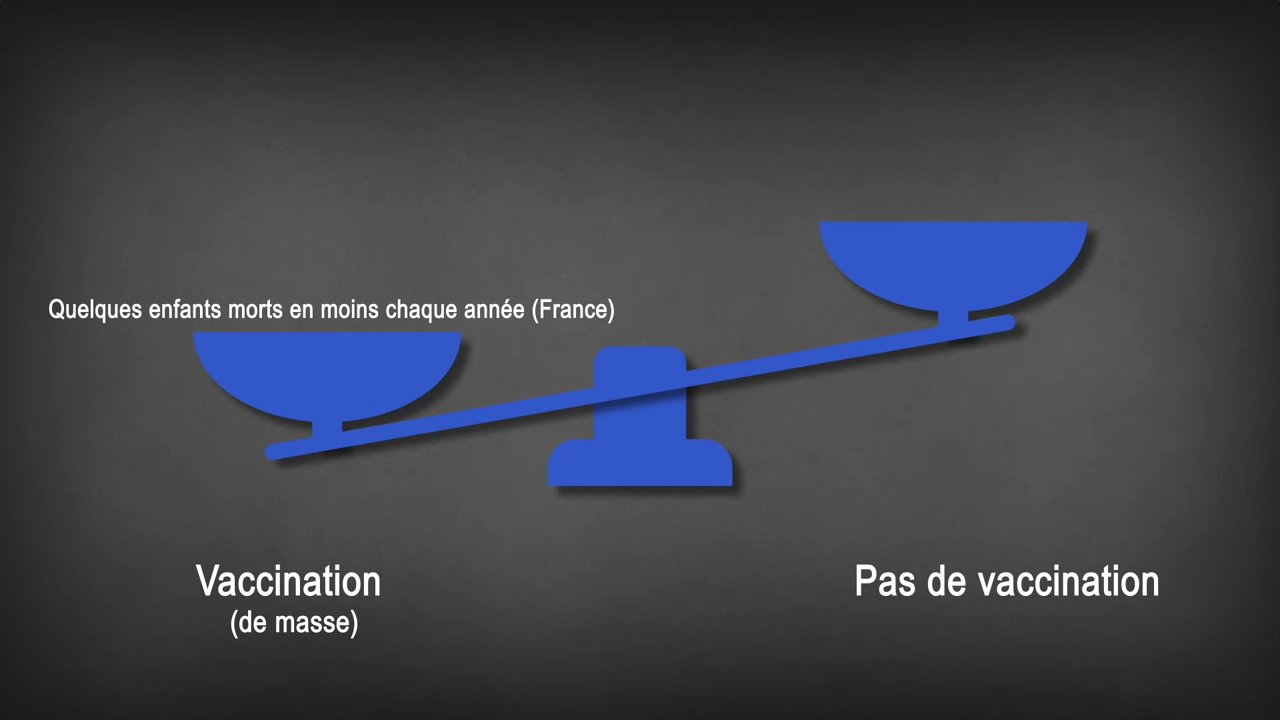 Quelques enfants morts en moins chaque année (France)
Vaccination
(de masse)
Pas de vaccination